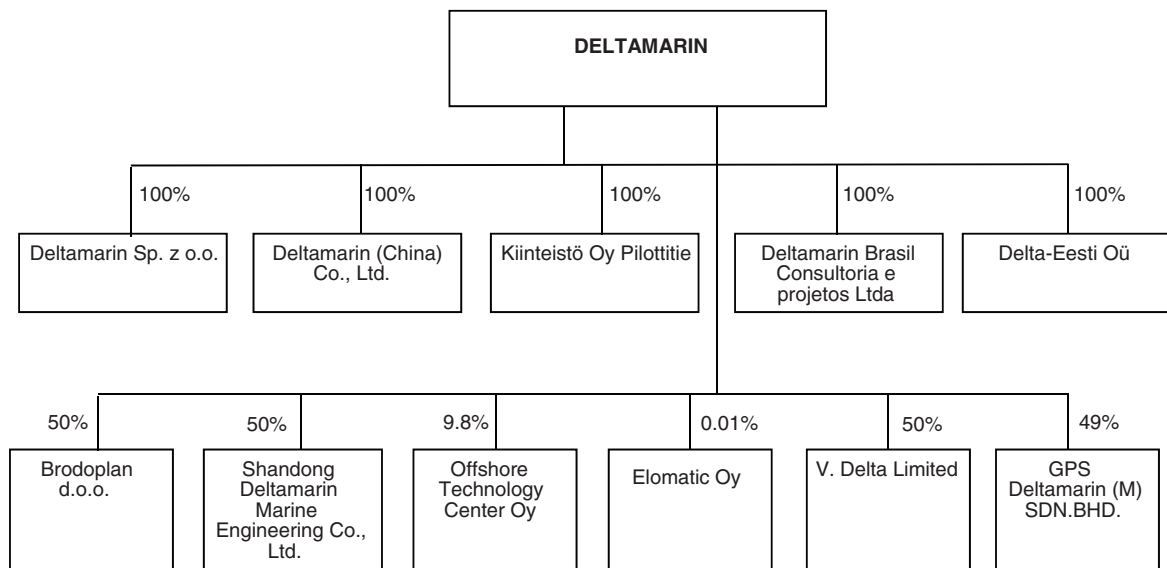 DELTAMARIN
100%
100%
100%
100%
100%
Deltamarin Sp. z o.o.
Deltamarin (China)
Co., Ltd.
Kiinteistö Oy Pilottitie
Deltamarin Brasil
Consultoria e
projetos Ltda
Delta-Eesti Oü
50%
50%
9.8%
0.01%
50%
49%
Brodoplan
d.o.o.
Shandong
Deltamarin
Marine
Engineering Co.,
Ltd.
Offshore
Technology
Center Oy
Elomatic Oy
V. Delta Limited
GPS
Deltamarin (M)
SDN.BHD.